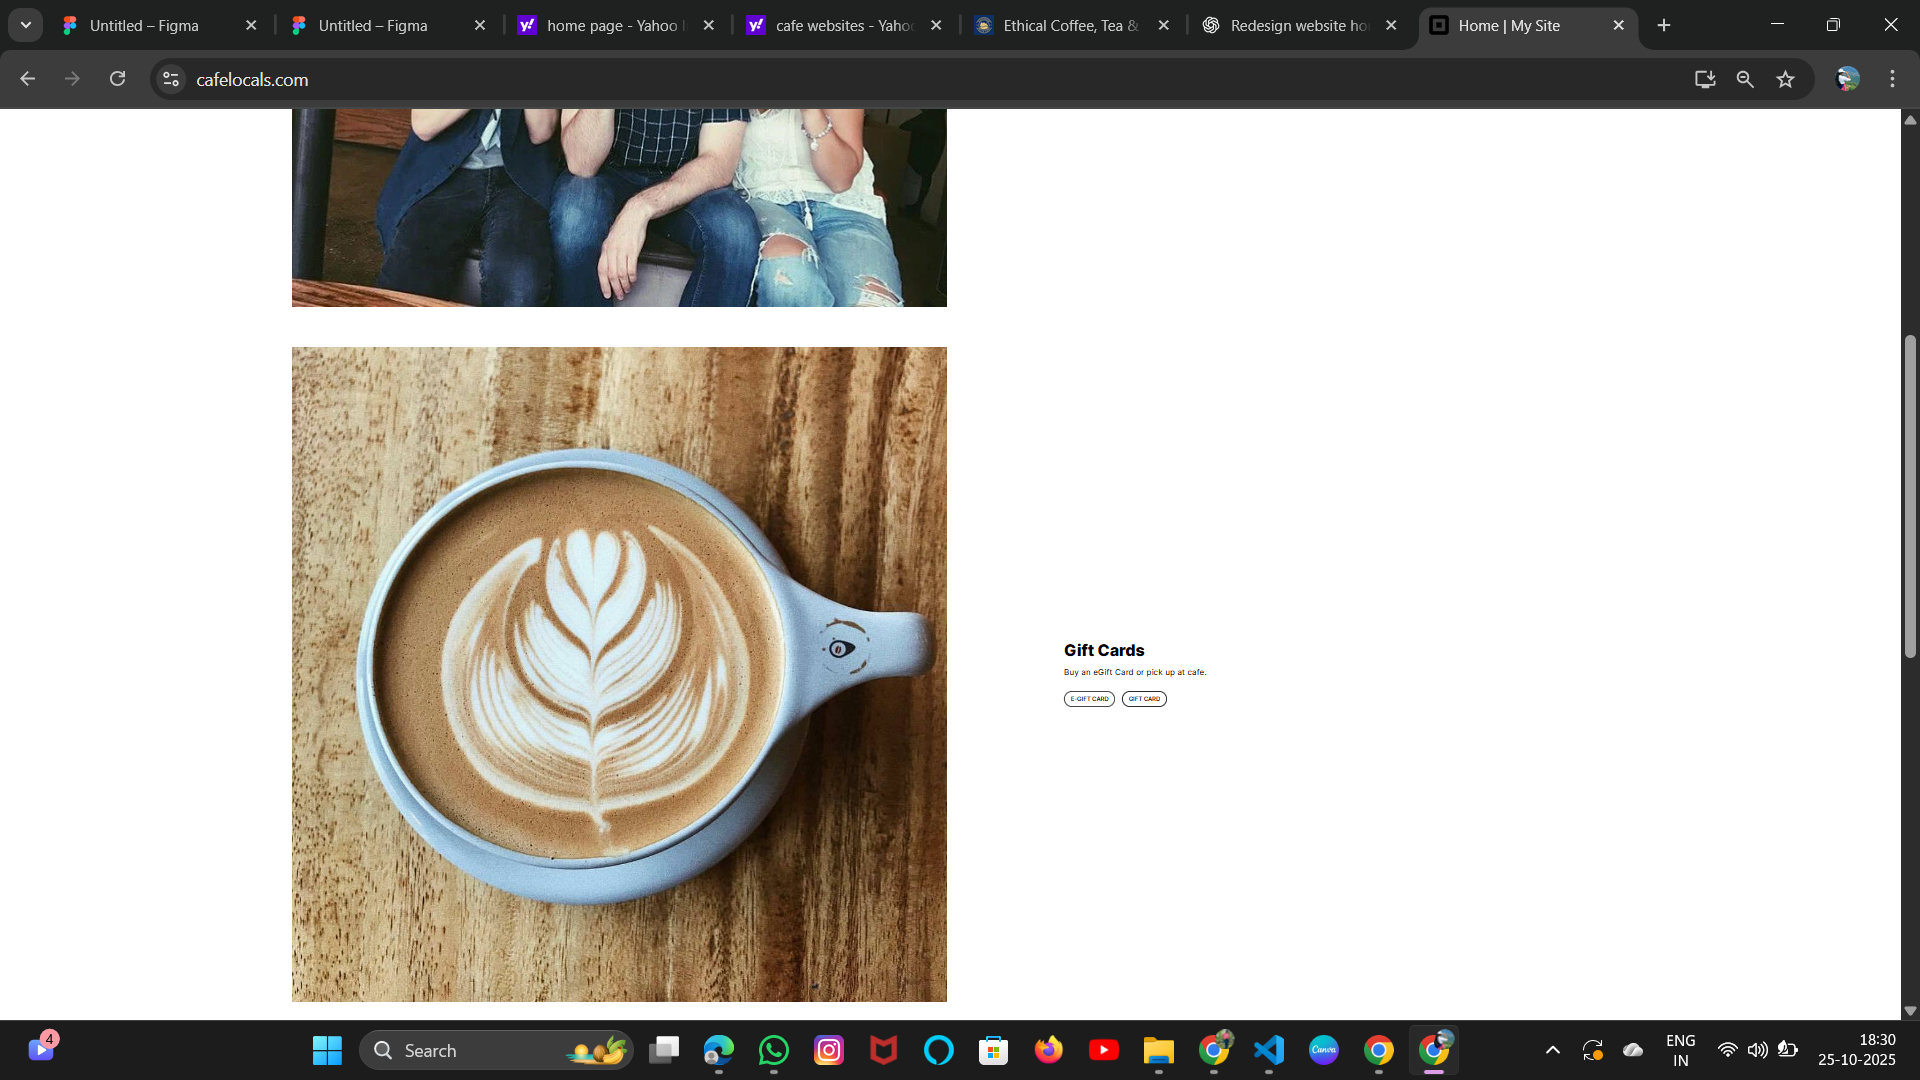 Untitled – Figma
Untitled – Figma
home page - Yahoo I
cafe websites - Yahoo
Ethical Coffee, Tea &
Redesign website ho
Home | My Site
cafelocals.com
Gift Cards
Buy an eGift Card or pick up at cafe.
E-GIFT CARD
GIFT CARD
4
Search
Canva
ENG
IN
18:30
25-10-2025